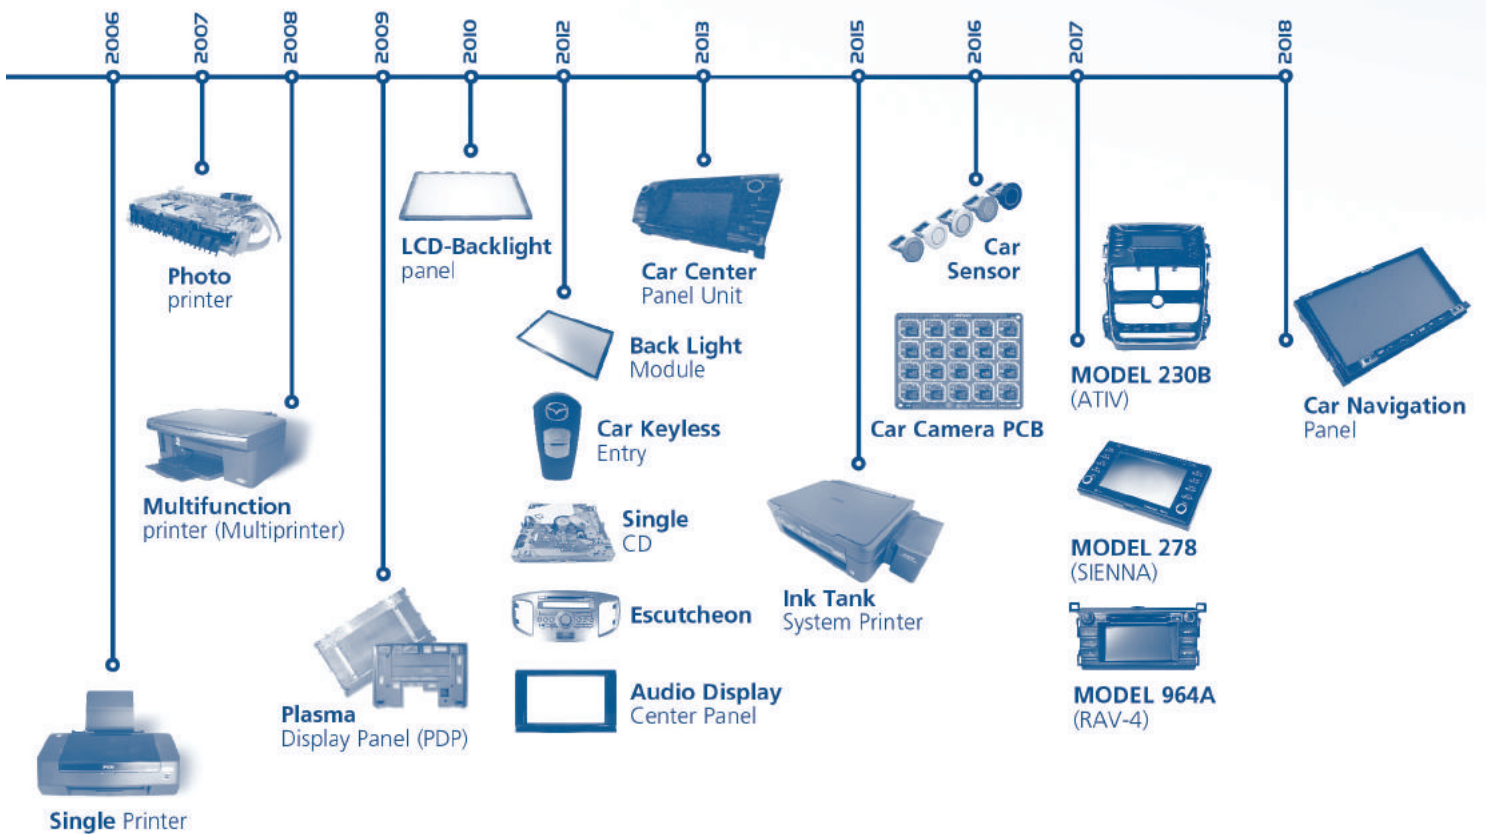 2006
2007
2008
2009
2010
2012
2013
2015
2016
2017
2018
Single Printer
Photo
printer
Multifunction
printer (Multiprinter)
Plasma
Display Panel (PDP)
LCD-Backlight
panel
Back Light
Module
Car Keyless
Entry
Single
CD
Escutcheon
Audio Display
Center Panel
Car Center
Panel Unit
Ink Tank
System Printer
Car
Sensor
Car Camera PCB
MODEL 230B
(ATIV)
MODEL 278
(SIENNA)
MODEL 964A
(RAV-4)
Car Navigation
Panel